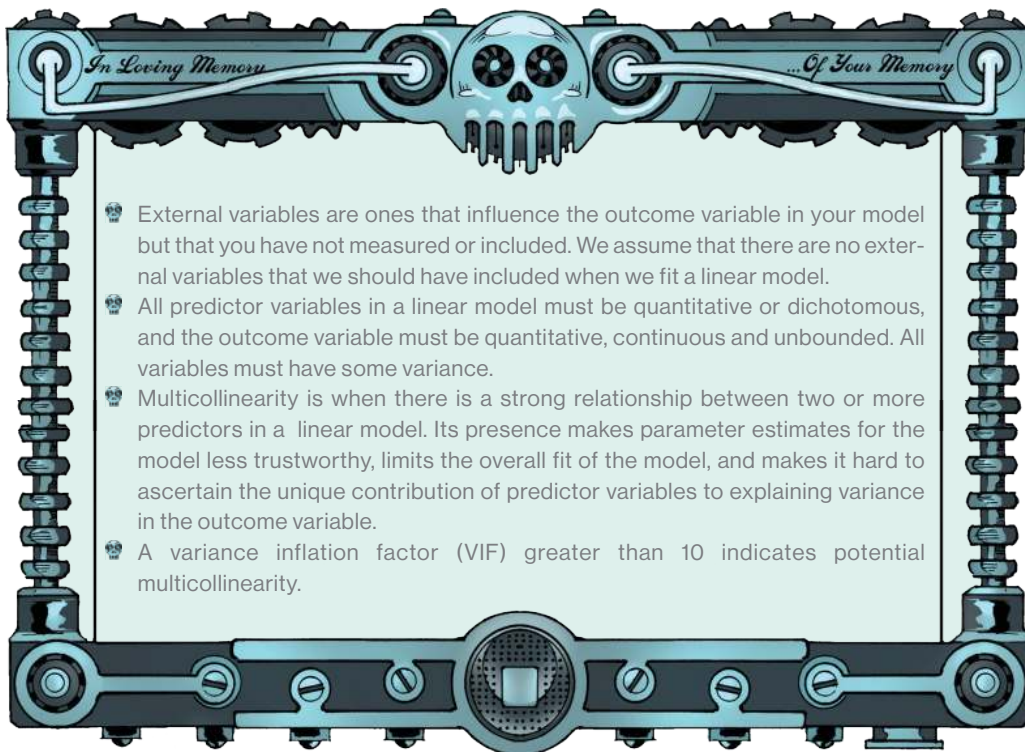 In Loving Memory
...Of Your Memory
External variables are ones that influence the outcome variable in your model
but that you have not measured or included. We assume that there are no exter-
nal variables that we should have included when we fit a linear model.
All predictor variables in a linear model must be quantitative or dichotomous,
and the outcome variable must be quantitative, continuous and unbounded. All
variables must have some variance.
Multicollinearity is when there is a strong relationship between two or more
predictors in a linear model. Its presence makes parameter estimates for the
model less trustworthy, limits the overall fit of the model, and makes it hard to
ascertain the unique contribution of predictor variables to explaining variance
in the outcome variable.
A variance inflation factor (VIF) greater than 10 indicates potential
multicollinearity.